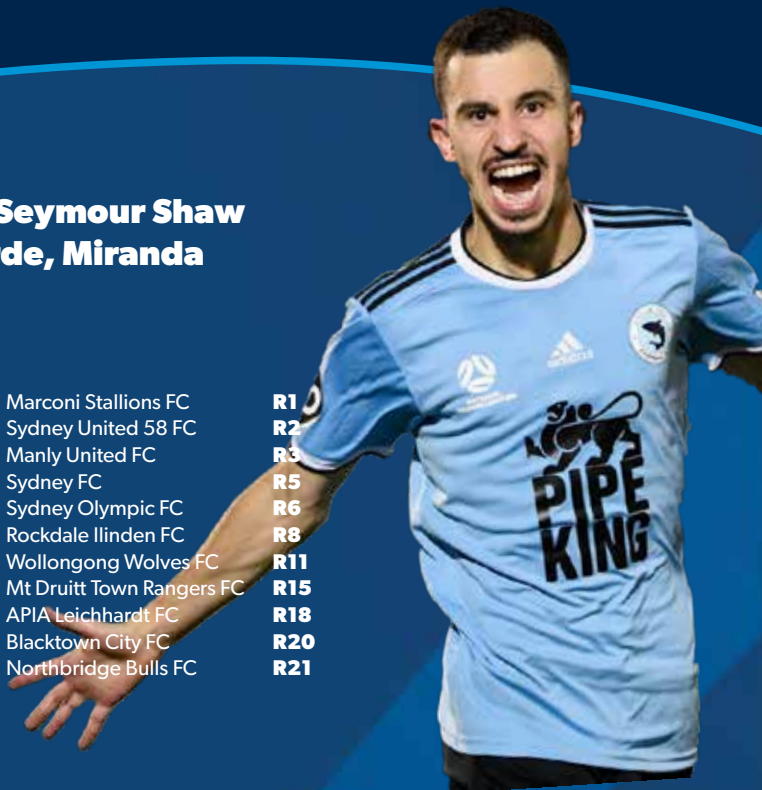 Seymour Shaw
rde, Miranda
Marconi Stallions FC R1
Sydney United 58 FC R2
Manly United FC R3
Sydney FC R5
Sydney Olympic FC R6
Rockdale Ilinden FC R8
Wollongong Wolves FC R11
Mt Druitt Town Rangers FC R15
APIA Leichhardt FC R18
Blacktown City FC R20
Northbridge Bulls FC R21
adidas
PIPE
KING